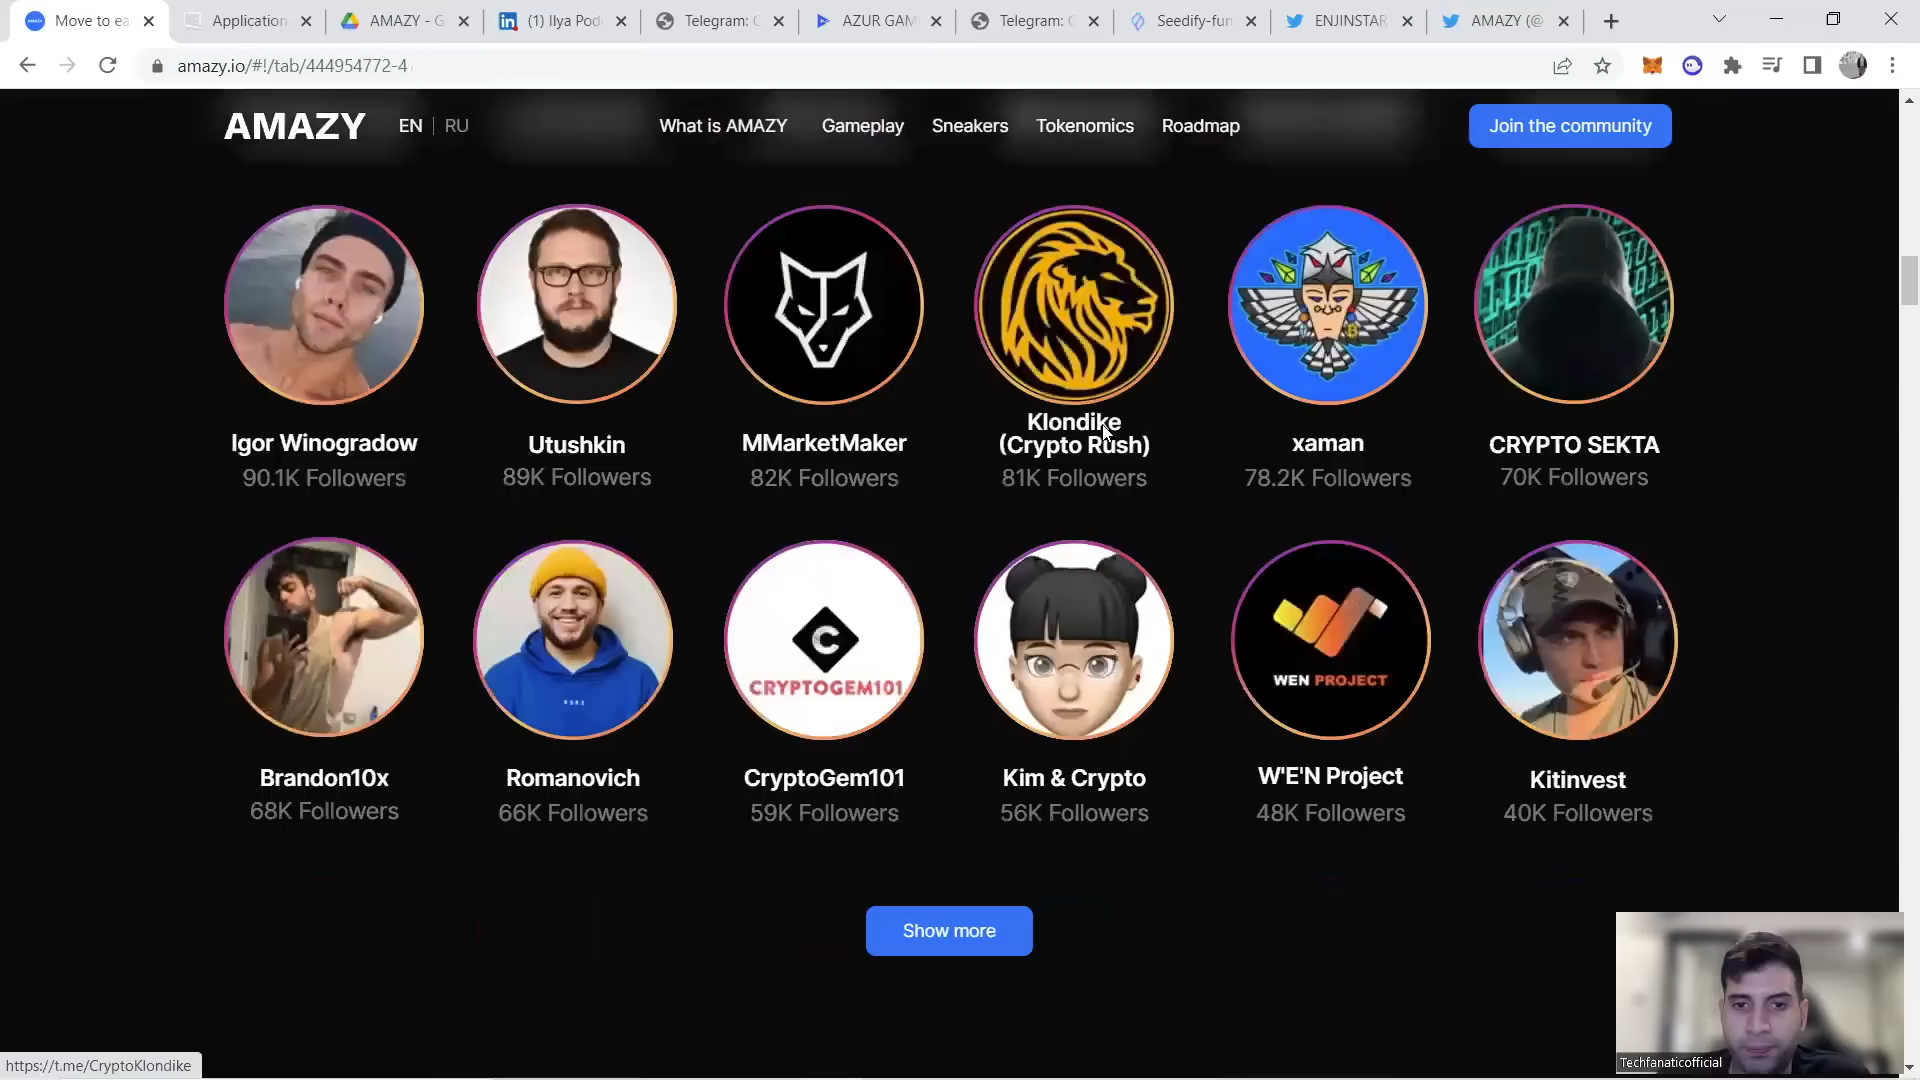 Move to ea
Application
AMAZY - G
(1) Ilya Pod
Telegram: C
AZUR GAM
Telegram: C
Seedify-fun
ENJINSTAR
AMAZY (@
amazy.io/#!/tab/444954772-4
AMAZY
EN | RU
What is AMAZY
Gameplay
Sneakers
Tokenomics
Roadmap
Join the community
Igor Winogradow
90.1K Followers
Utushkin
89K Followers
MMarketMaker
82K Followers
Klondike
(Crypto Rush)
81K Followers
xaman
78.2K Followers
CRYPTO SEKTA
70K Followers
CRYPTOGEM101
WEN PROJECT
Brandon10x
68K Followers
Romanovich
66K Followers
CryptoGem101
59K Followers
Kim & Crypto
56K Followers
W'E'N Project
48K Followers
Kitinvest
40K Followers
Show more
https://t.me/CryptoKlondike
Techfanaticofficial